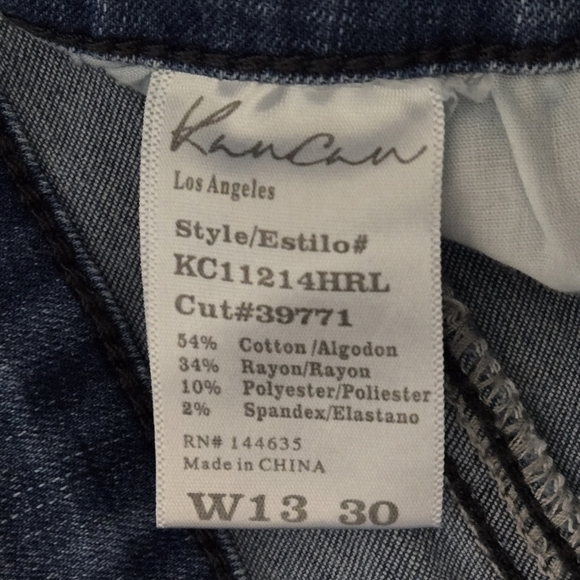 Kancan
Los Angeles
Style/Estilo#
KC11214HRL
Cut#39771
54% Cotton/Algodon
34% Rayon/Rayon
10% Polyester/Poliester
2% Spandex/Elastano
RN# 144635
Made in CHINA
W13 30